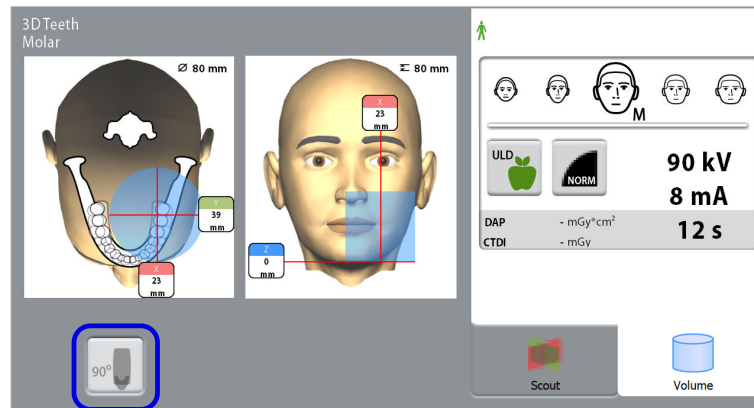 3D Teeth
Molar
Ø 80 mm
80 mm
X
23
mm
Y
39
mm
Z
0
mm
X
23
mm
M
ULD
NORM
90 kV
8 mA
DAP - mGy*cm²
12 s
CTDI - mGy
90°
Scout
Volume